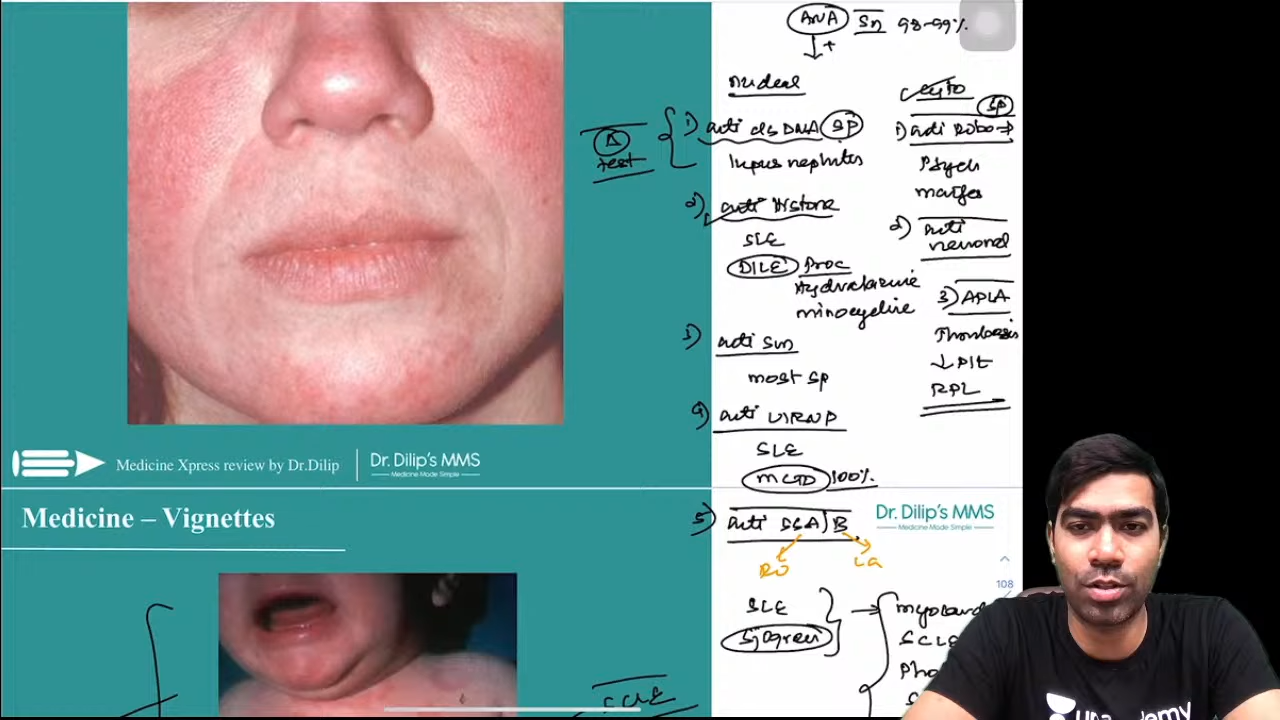 ANA Sn 98-99%
+
Nuclear
Cyto
SP
1) anti ds DNA SP
Δ
test
lupus nephritis
1) anti Ribo-P
Psych
manifes
2) anti Histone
SLE
DILE Proc
Hydralazine
minocycline
2) anti
neuronal
3) APLA
Thrombosis
↓ Plt
RPL
3) anti Sm
most sp
4) anti U1RNP
SLE
MCTD 100%
Medicine Xpress review by Dr.Dilip
Dr. Dilip's MMS
Medicine Made Simple
Medicine – Vignettes
5) anti SSA/B
Ro La
Dr. Dilip's MMS
Medicine Made Simple
108
SLE
Sjogren
SCLE
SCLE